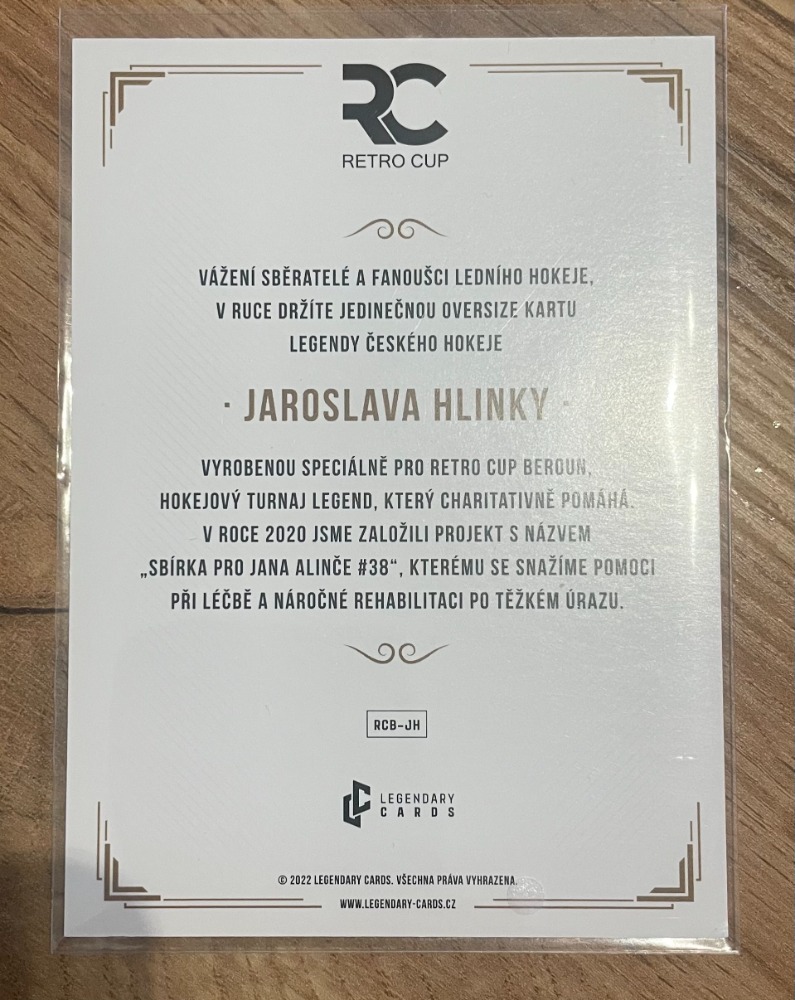 RC
RETRO CUP
VÁŽENÍ SBĚRATELÉ A FANOUŠCI LEDNÍHO HOKEJE,
V RUCE DRŽÍTE JEDINEČNOU OVERSIZE KARTU
LEGENDY ČESKÉHO HOKEJE
· JAROSLAVA HLINKY ·
VYROBENOU SPECIÁLNĚ PRO RETRO CUP BEROUN,
HOKEJOVÝ TURNAJ LEGEND, KTERÝ CHARITATIVNĚ POMÁHÁ.
V ROCE 2020 JSME ZALOŽILI PROJEKT S NÁZVEM
„SBÍRKA PRO JANA ALINČE #38“, KTERÉMU SE SNAŽÍME POMOCI
PŘI LÉČBĚ A NÁROČNÉ REHABILITACI PO TĚŽKÉM ÚRAZU.
RCB-JH
LEGENDARY
CARDS
© 2022 LEGENDARY CARDS. VŠECHNA PRÁVA VYHRAZENA.
WWW.LEGENDARY-CARDS.CZ